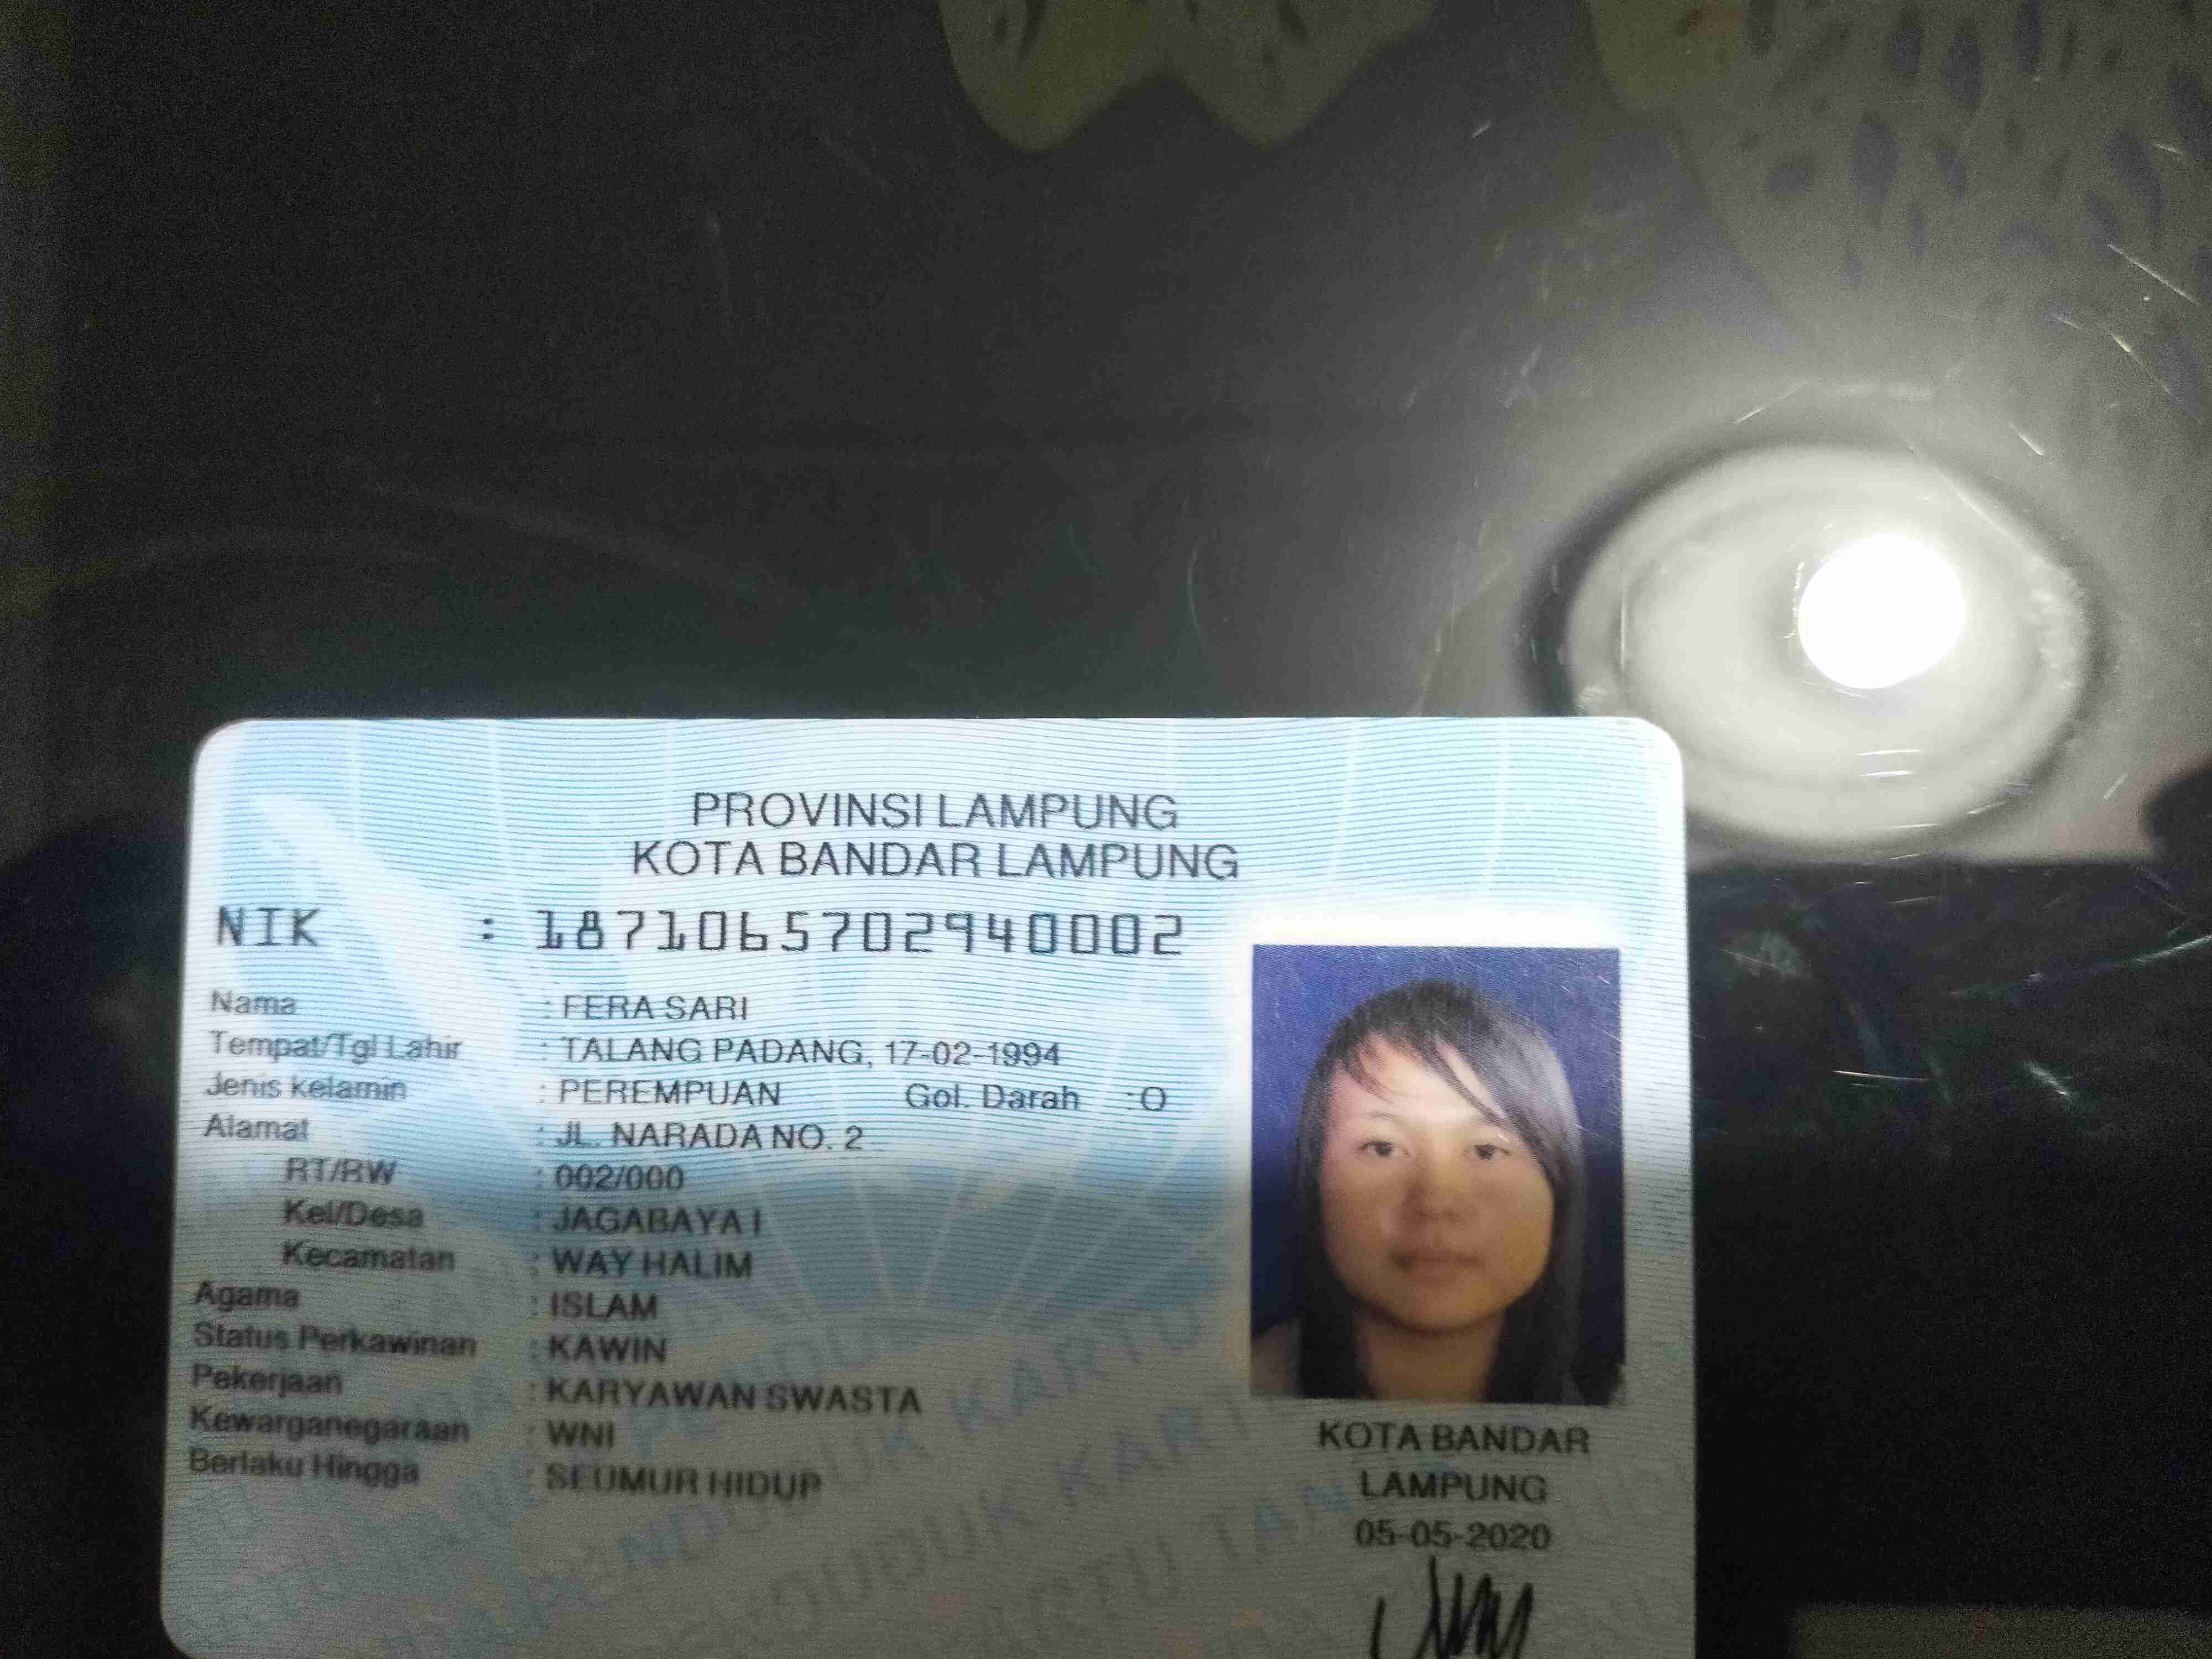 PROVINSI LAMPUNG
KOTA BANDAR LAMPUNG
NIK : 1871065702940002
Nama : FERA SARI
Tempat/Tgl Lahir : TALANG PADANG, 17-02-1994
Jenis kelamin : PEREMPUAN Gol. Darah : O
Alamat : JL. NARADA NO. 2
RT/RW : 002/000
Kel/Desa : JAGABAYA I
Kecamatan : WAY HALIM
Agama : ISLAM
Status Perkawinan : KAWIN
Pekerjaan : KARYAWAN SWASTA
Kewarganegaraan : WNI
Berlaku Hingga : SEUMUR HIDUP
KOTA BANDAR
LAMPUNG
05-05-2020